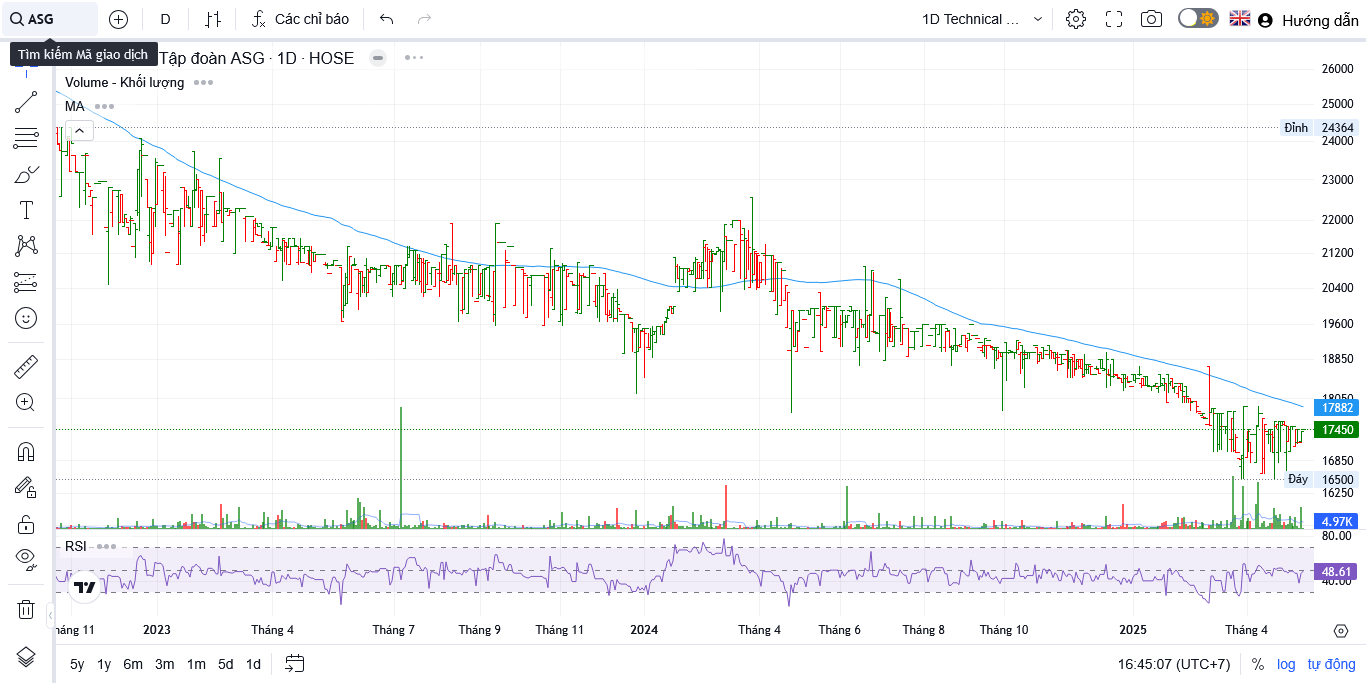 ASG
D
Các chỉ báo
1D Technical ...
Hướng dẫn
Tìm kiếm Mã giao dịch
Tập đoàn ASG · 1D · HOSE
Volume - Khối lượng
MA
26000
25000
Đỉnh 24364
24000
23000
22000
21200
20400
19600
18850
18050
17882
17450
16850
Đáy 16500
16250
4.97K
RSI
80.00
48.61
40.00
háng 11
2023
Tháng 4
Tháng 7
Tháng 9
Tháng 11
2024
Tháng 4
Tháng 6
Tháng 8
Tháng 10
2025
Tháng 4
5y 1y 6m 3m 1m 5d 1d
16:45:07 (UTC+7) % log tự động